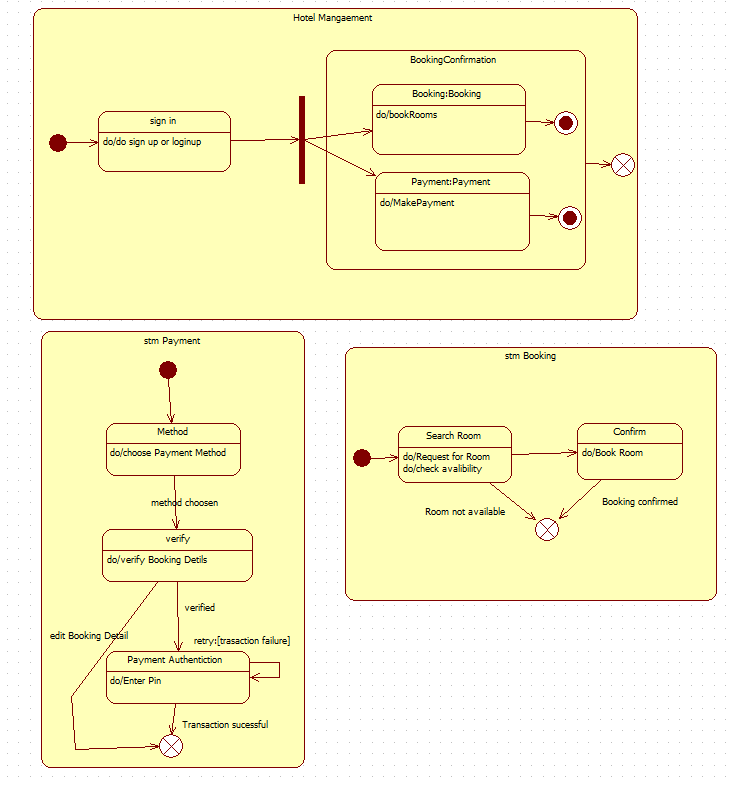 Hotel Mangaement
BookingConfirmation
sign in
do/do sign up or loginup
Booking:Booking
do/bookRooms
Payment:Payment
do/MakePayment
stm Payment
Method
do/choose Payment Method
method choosen
verify
do/verify Booking Detils
verified
edit Booking Detail
retry:[trasaction failure]
Payment Authentiction
do/Enter Pin
Transaction sucessful
stm Booking
Search Room
do/Request for Room
do/check avalibility
Confirm
do/Book Room
Room not available
Booking confirmed